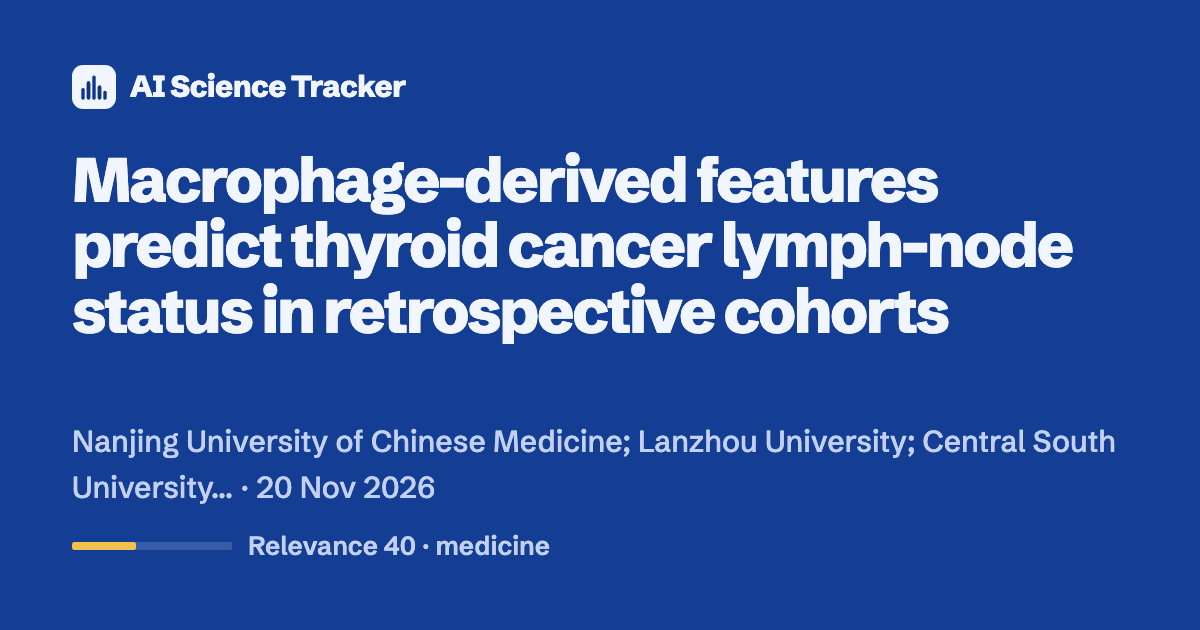 AI Science Tracker
Macrophage-derived features
predict thyroid cancer lymph-node
status in retrospective cohorts
Nanjing University of Chinese Medicine; Lanzhou University; Central South
University... · 20 Nov 2026
Relevance 40 · medicine